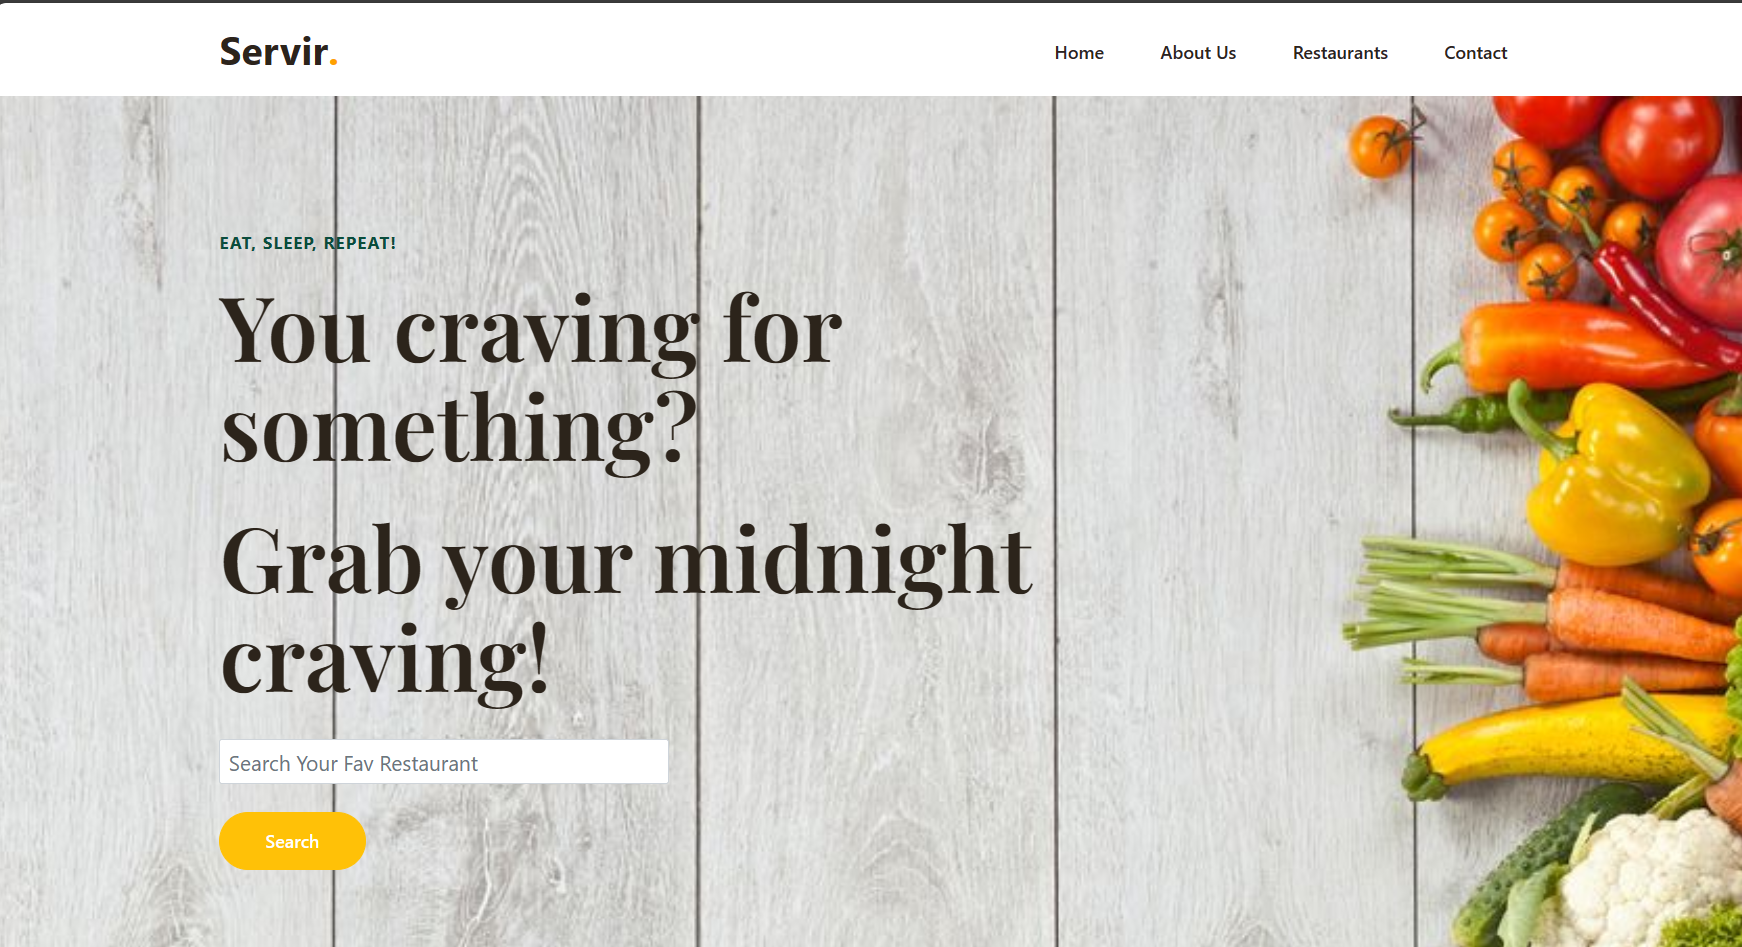 Servir.
Home About Us Restaurants Contact
EAT, SLEEP, REPEAT!
You craving for
something?
Grab your midnight
craving!
Search Your Fav Restaurant
Search